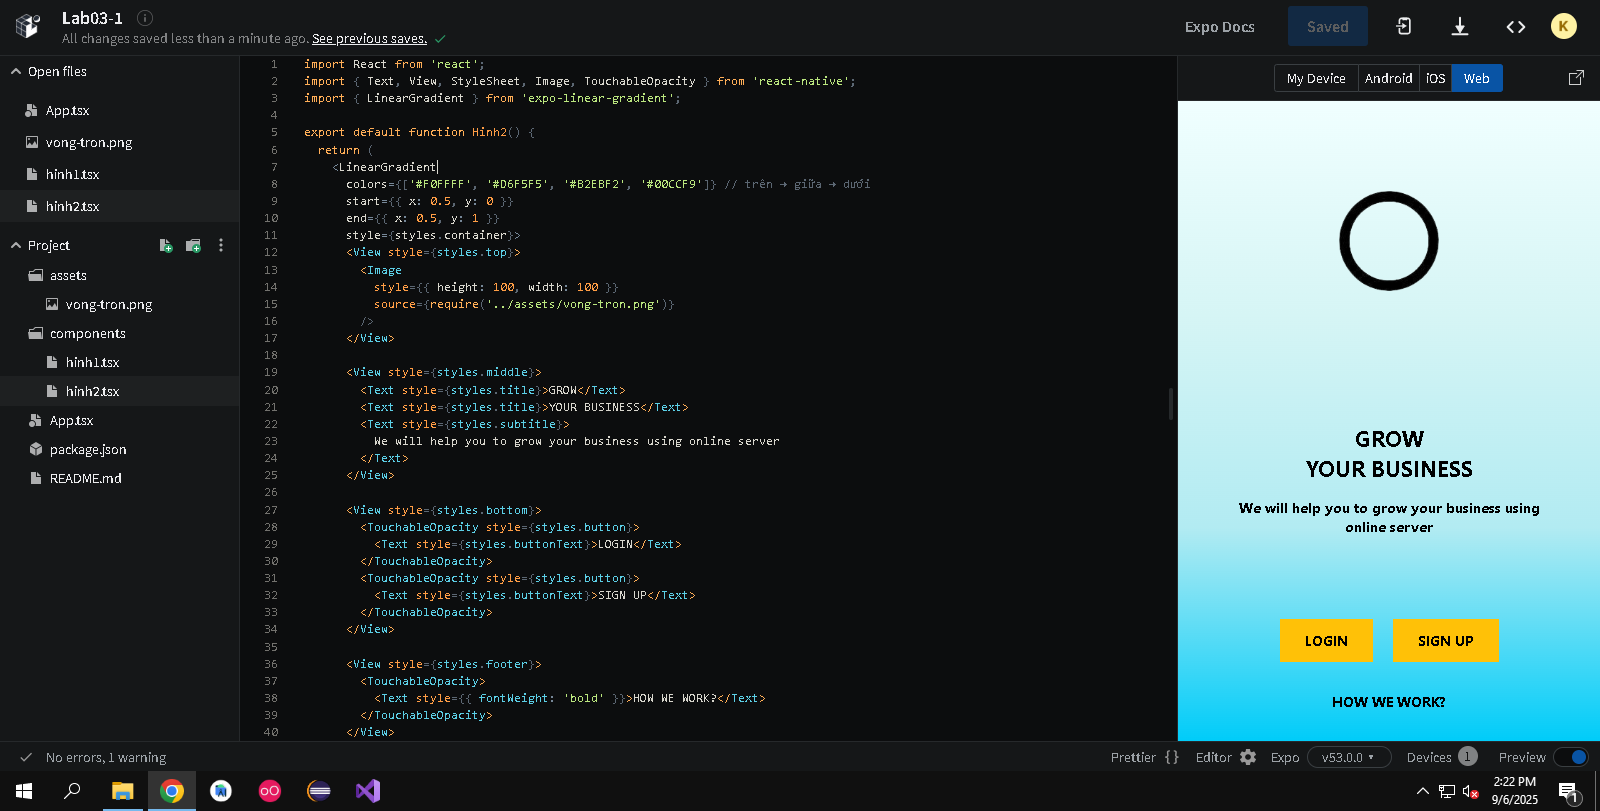 Lab03-1
All changes saved less than a minute ago. See previous saves.
Expo Docs
Saved
K
Open files
App.tsx
vong-tron.png
hinh1.tsx
hinh2.tsx
Project
assets
vong-tron.png
components
hinh1.tsx
hinh2.tsx
App.tsx
package.json
README.md
1 import React from 'react';
2 import { Text, View, StyleSheet, Image, TouchableOpacity } from 'react-native';
3 import { LinearGradient } from 'expo-linear-gradient';
4
5 export default function Hinh2() {
6 return (
7 <LinearGradient
8 colors={['#F0FFFF', '#D6F5F5', '#B2EBF2', '#00CCF9']} // trên → giữa → dưới
9 start={{ x: 0.5, y: 0 }}
10 end={{ x: 0.5, y: 1 }}
11 style={styles.container}>
12 <View style={styles.top}>
13 <Image
14 style={{ height: 100, width: 100 }}
15 source={require('../assets/vong-tron.png')}
16 />
17 </View>
18
19 <View style={styles.middle}>
20 <Text style={styles.title}>GROW</Text>
21 <Text style={styles.title}>YOUR BUSINESS</Text>
22 <Text style={styles.subtitle}>
23 We will help you to grow your business using online server
24 </Text>
25 </View>
26
27 <View style={styles.bottom}>
28 <TouchableOpacity style={styles.button}>
29 <Text style={styles.buttonText}>LOGIN</Text>
30 </TouchableOpacity>
31 <TouchableOpacity style={styles.button}>
32 <Text style={styles.buttonText}>SIGN UP</Text>
33 </TouchableOpacity>
34 </View>
35
36 <View style={styles.footer}>
37 <TouchableOpacity>
38 <Text style={{ fontWeight: 'bold' }}>HOW WE WORK?</Text>
39 </TouchableOpacity>
40 </View>
My Device Android iOS Web
GROW
YOUR BUSINESS
We will help you to grow your business using
online server
LOGIN SIGN UP
HOW WE WORK?
No errors, 1 warning
Prettier {} Editor Expo v53.0.0 Devices 1 Preview
2:22 PM
9/6/2025
1